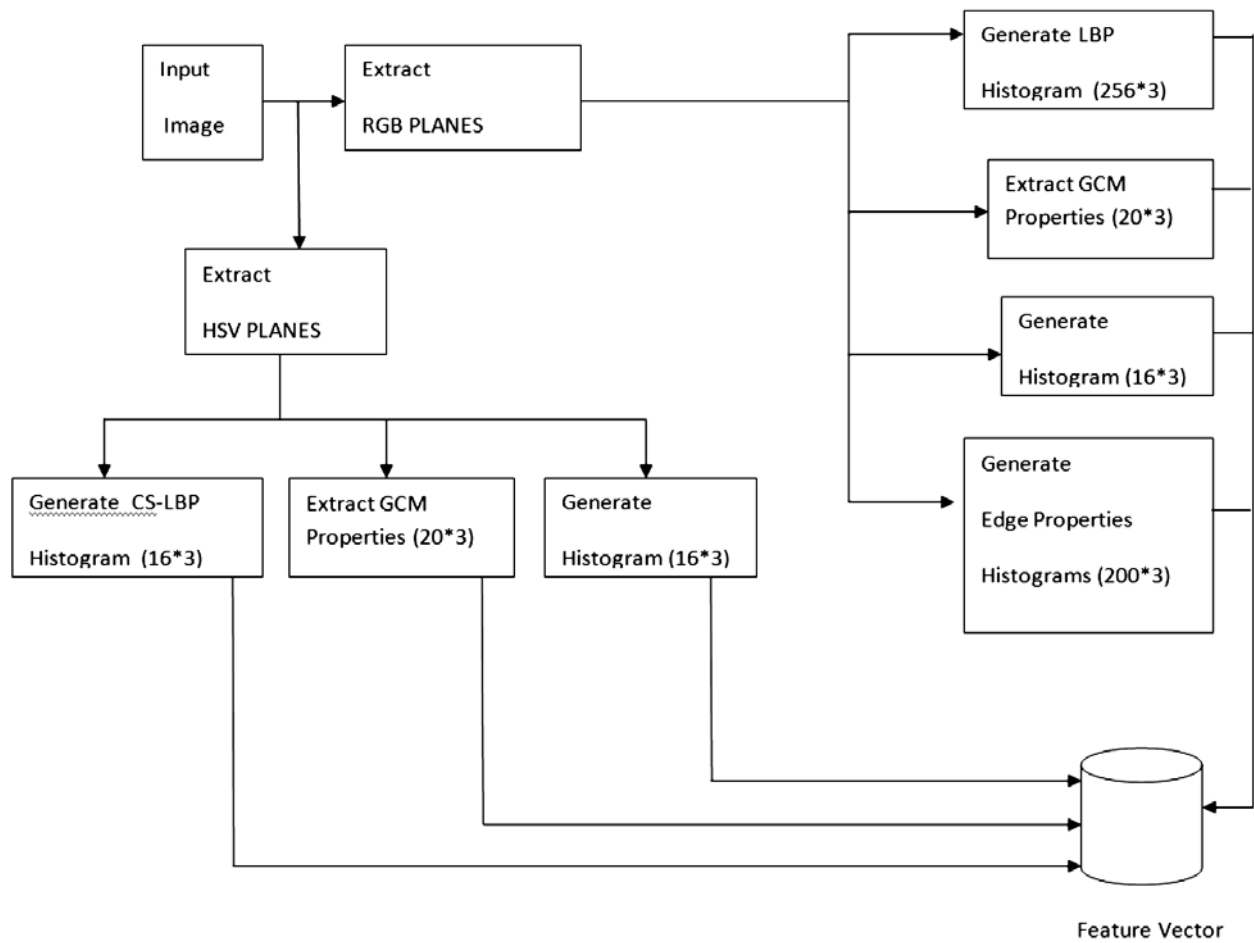 Input
Image
Extract
RGB PLANES
Generate LBP
Histogram (256*3)
Extract GCM
Properties (20*3)
Generate
Histogram (16*3)
Generate
Edge Properties
Histograms (200*3)
Extract
HSV PLANES
Generate CS-LBP
Histogram (16*3)
Extract GCM
Properties (20*3)
Generate
Histogram (16*3)
Feature Vector